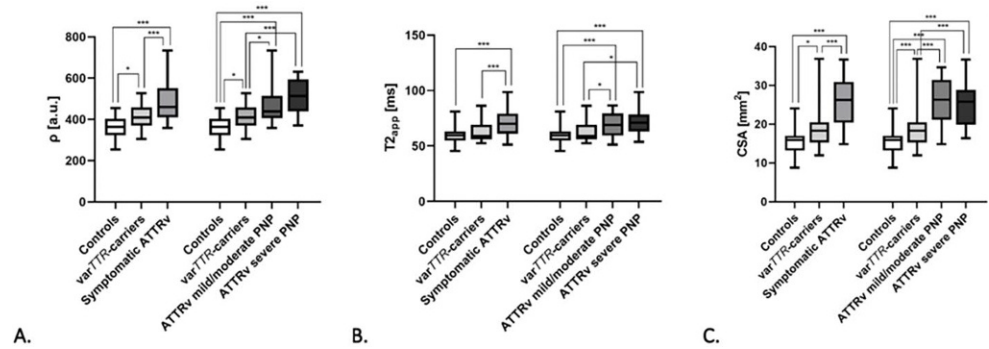 ***
***
*
***
***
***
*
*
800
600
400
200
0
ρ [a.u.]
Controls
varTTR-carriers
Symptomatic ATTRv
Controls
varTTR-carriers
ATTRv mild/moderate PNP
ATTRv severe PNP
A.
***
***
***
***
*
*
150
100
50
0
T2app [ms]
Controls
varTTR-carriers
Symptomatic ATTRv
Controls
varTTR-carriers
ATTRv mild/moderate PNP
ATTRv severe PNP
B.
***
*
***
***
***
***
***
***
40
30
20
10
0
CSA [mm²]
Controls
varTTR-carriers
Symptomatic ATTRv
Controls
varTTR-carriers
ATTRv mild/moderate PNP
ATTRv severe PNP
C.